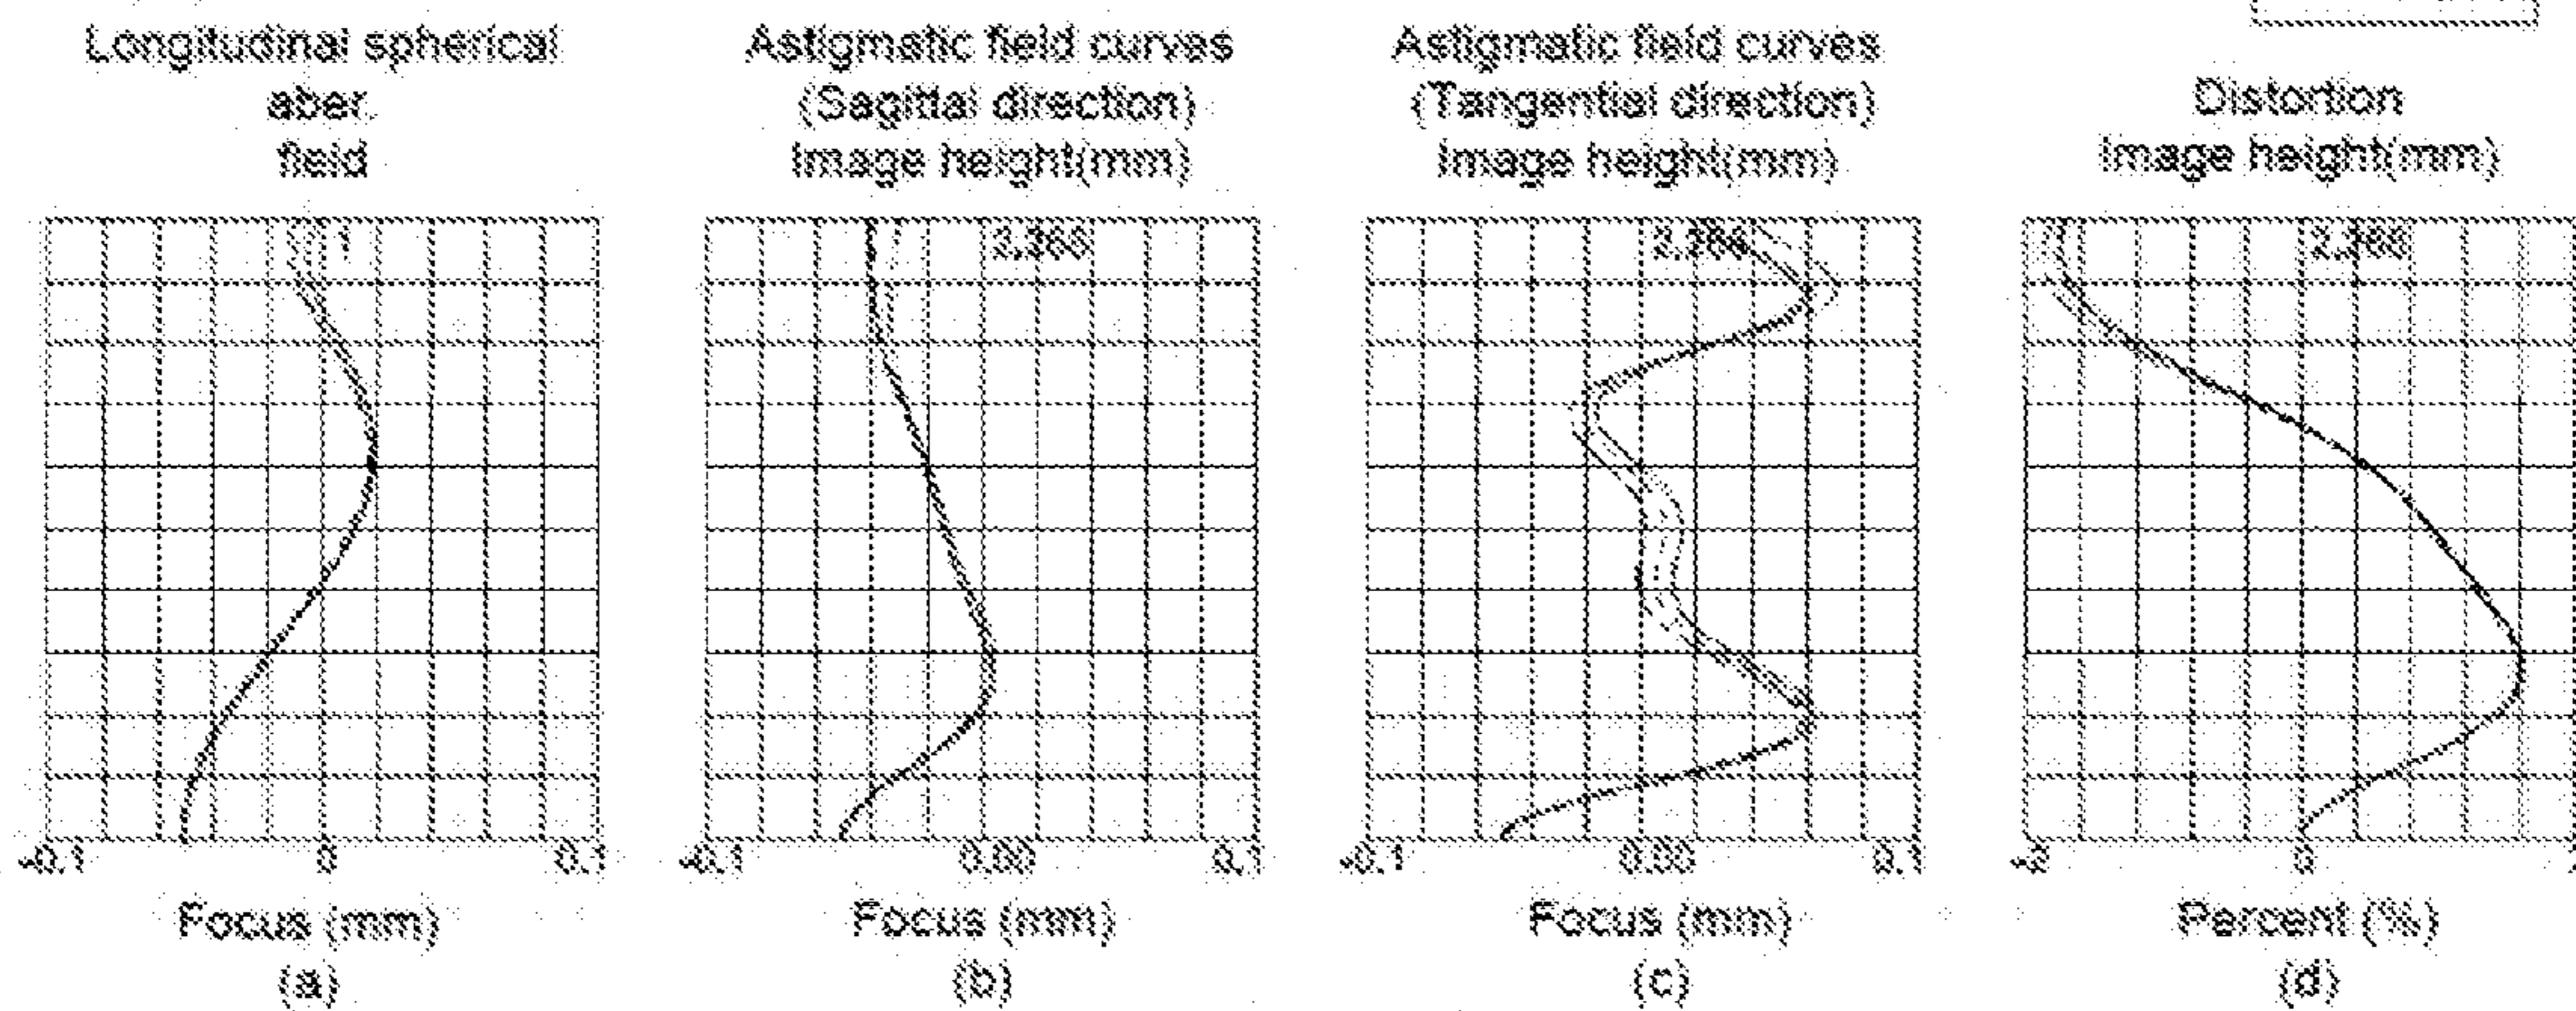 Longitudinal spherical
aber.
field
1
-0.1 0 0.1
Focus (mm)
(a)
Astigmatic field curves
(Sagittal direction)
Image height(mm)
-0.1 0.00 0.1
Focus (mm)
(b)
Astigmatic field curves
(Tangential direction)
Image height(mm)
-0.1 0.00 0.1
Focus (mm)
(c)
Distortion
Image height(mm)
-2 0
Percent (%)
(d)